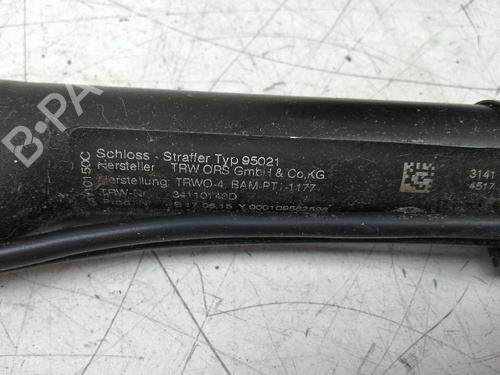 B-PA
Schloss - Straffer Typ 95021
Hersteller TRW ORS GmbH & Co.KG.
Herstellung: TRWO-4, BAM-PT1-1177
34110143D
3141
4517